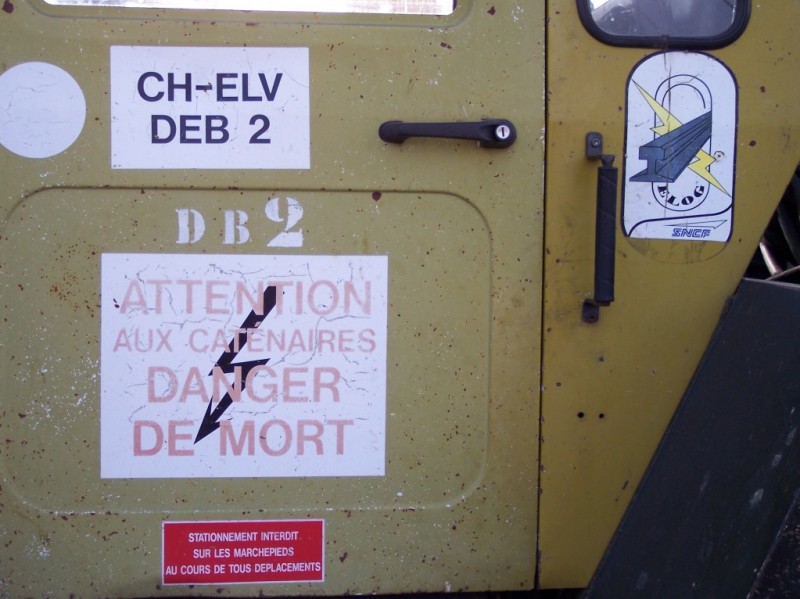 CH-ELV
DEB 2
DB2
ATTENTION
AUX CATENAIRES
DANGER
DE MORT
STATIONNEMENT INTERDIT
SUR LES MARCHEPIEDS
AU COURS DE TOUS DEPLACEMENTS
ELOG
SNCF